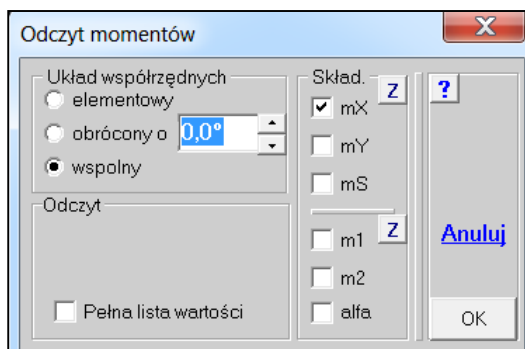 Odczyt momentów
X
Układ współrzędnych
elementowy
obrócony o 0,0°
wspolny
Odczyt
Pełna lista wartości
Skład. Z
mX
mY
mS
m1 Z
m2
alfa
?
Anuluj
OK